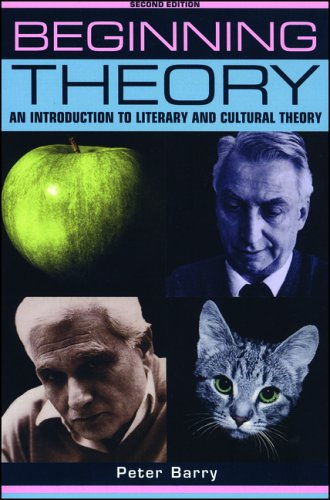 SECOND EDITION
BEGINNING
THEORY
AN INTRODUCTION TO LITERARY AND CULTURAL THEORY
Peter Barry